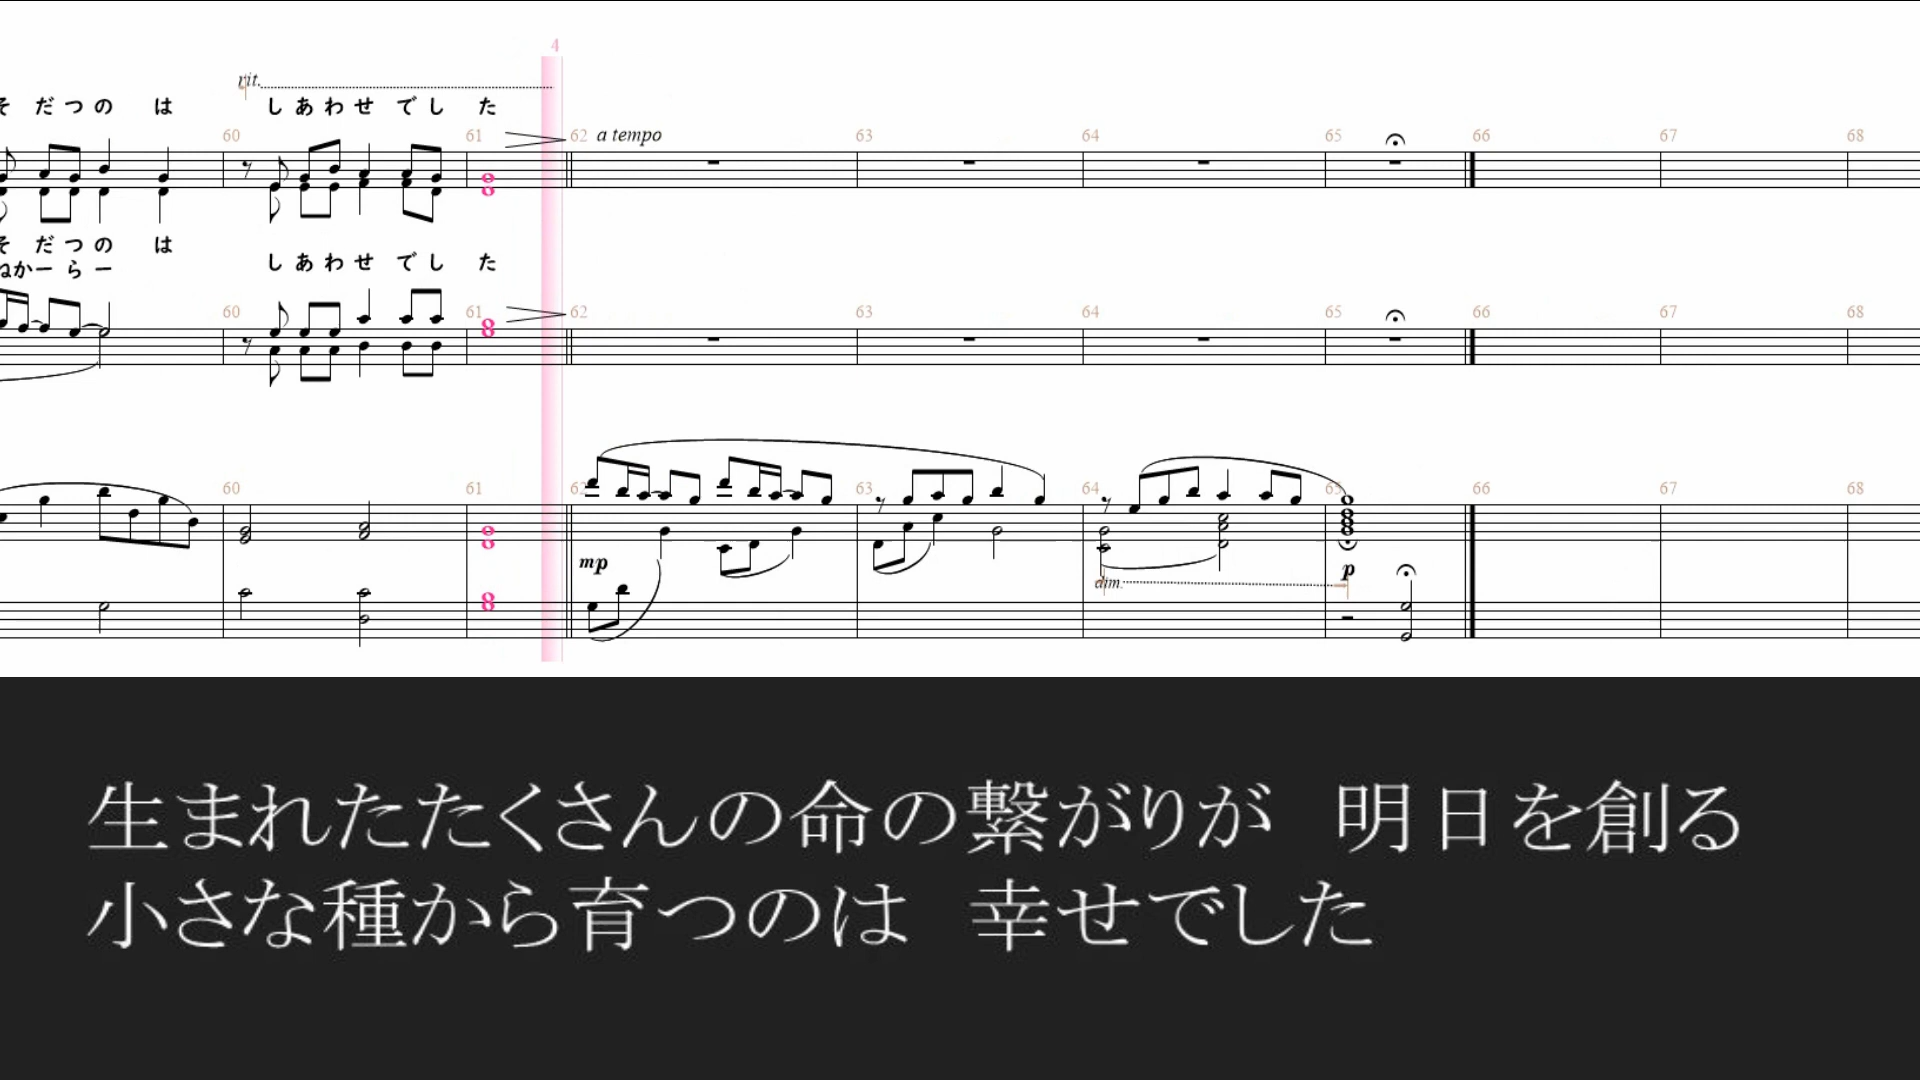 4
rit.
そ だ つ の は し あ わ せ で し た
60 61 62 a tempo 63 64 65 66 67 68
そ だ つ の は し あ わ せ で し た
ねかー ら ー
60 61 62 63 64 65 66 67 68
60 61 62 63 64 65 66 67 68
mp p
dim.
生まれたたくさんの命の繋がりが 明日を創る
小さな種から育つのは 幸せでした